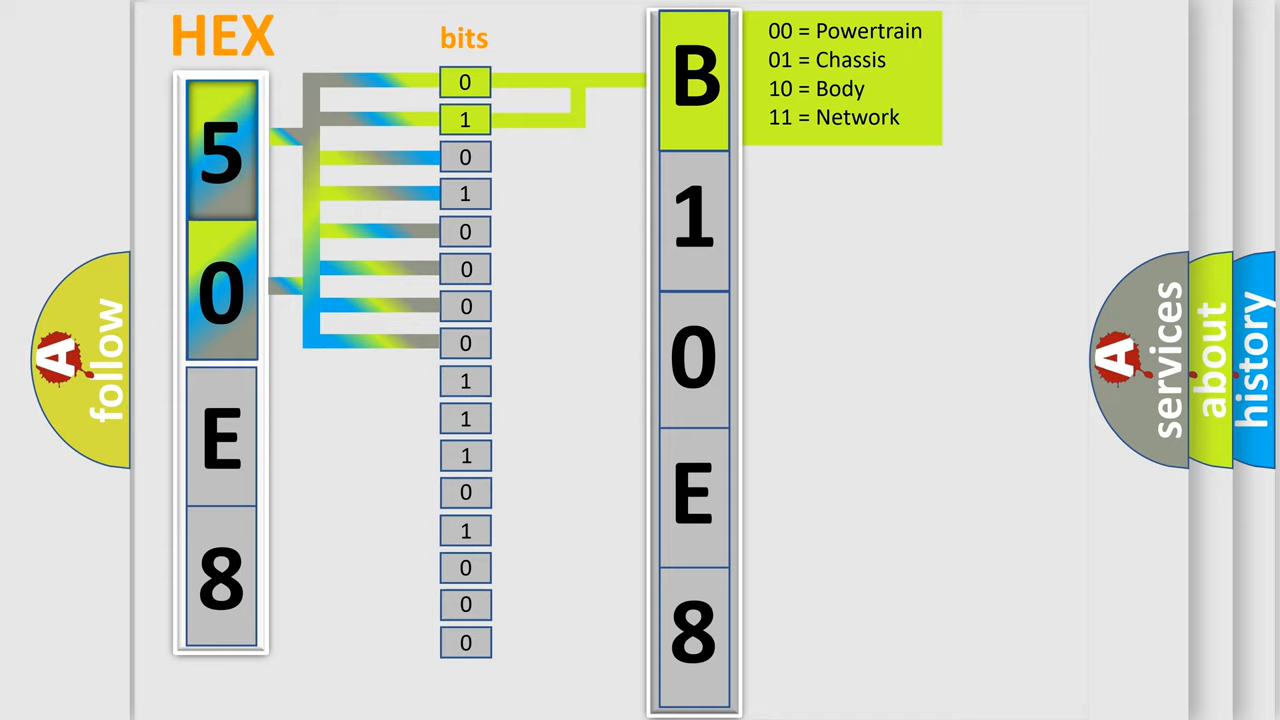 HEX
bits
5
0
E
8
0
1
0
1
0
0
0
0
1
1
1
0
1
0
0
0
B
1
0
E
8
00 = Powertrain
01 = Chassis
10 = Body
11 = Network
A
follow
A
services
about
history